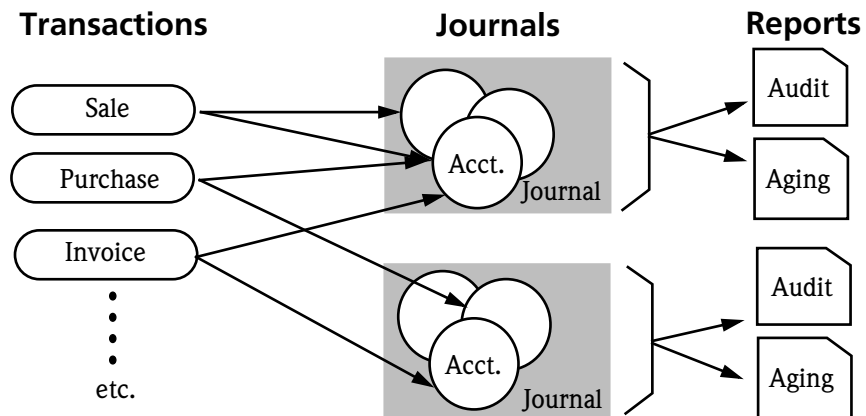 Transactions Journals Reports
Sale
Purchase
Invoice
etc.
Acct.
Journal
Audit
Aging
Acct.
Journal
Audit
Aging